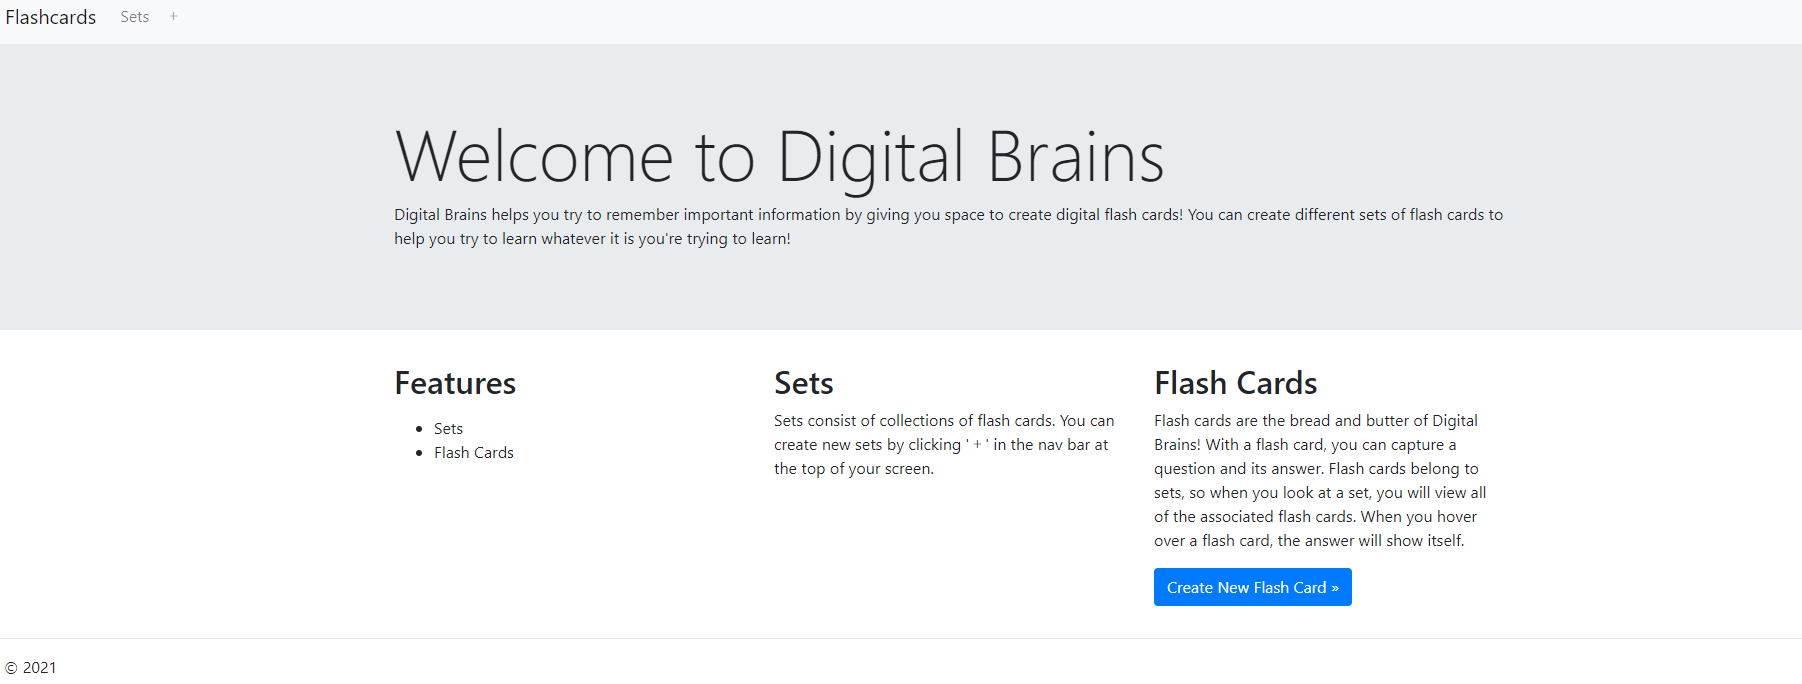 Flashcards Sets +
Welcome to Digital Brains
Digital Brains helps you try to remember important information by giving you space to create digital flash cards! You can create different sets of flash cards to
help you try to learn whatever it is you're trying to learn!
Features
• Sets
• Flash Cards
Sets
Sets consist of collections of flash cards. You can
create new sets by clicking ' + ' in the nav bar at
the top of your screen.
Flash Cards
Flash cards are the bread and butter of Digital
Brains! With a flash card, you can capture a
question and its answer. Flash cards belong to
sets, so when you look at a set, you will view all
of the associated flash cards. When you hover
over a flash card, the answer will show itself.
Create New Flash Card »
© 2021